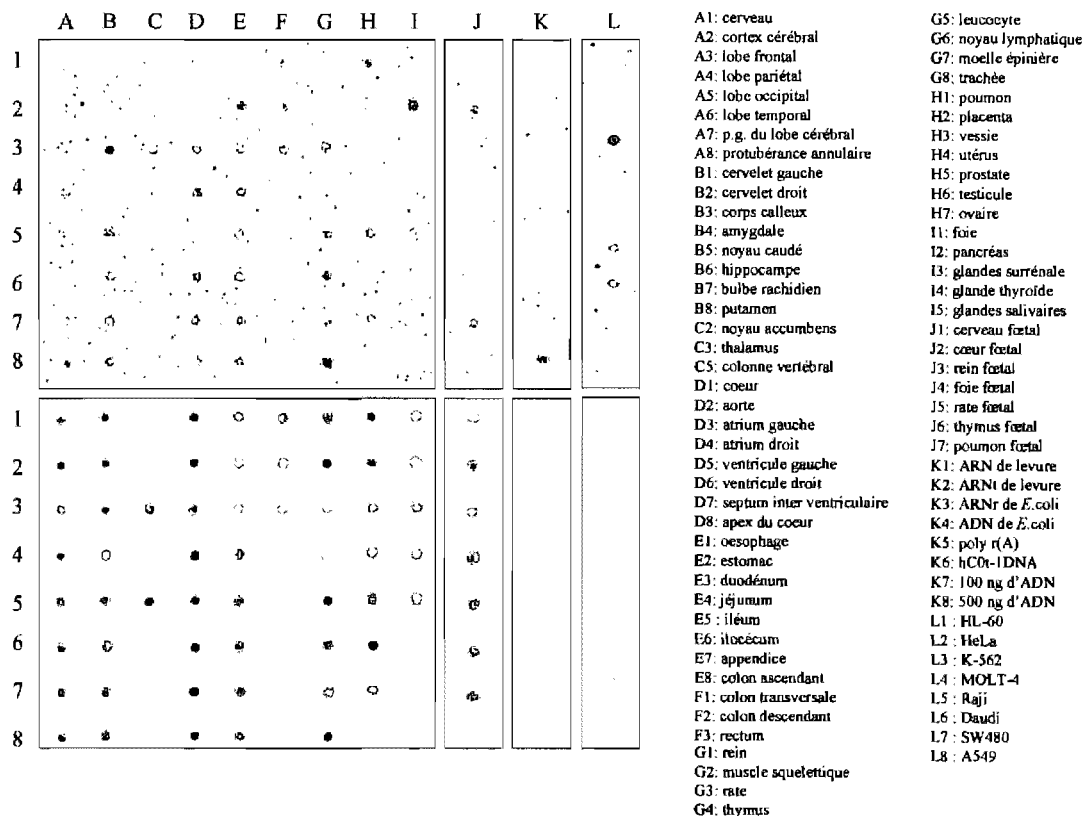 A B C D E F G H I J K L
1
2
3
4
5
6
7
8
1
2
3
4
5
6
7
8
A1: cerveau
A2: cortex cérébral
A3: lobe frontal
A4: lobe pariétal
A5: lobe occipital
A6: lobe temporal
A7: p.g. du lobe cérébral
A8: protubérance annulaire
B1: cervelet gauche
B2: cervelet droit
B3: corps calleux
B4: amygdale
B5: noyau caudé
B6: hippocampe
B7: bulbe rachidien
B8: putamon
C2: noyau accumbens
C3: thalamus
C5: colonne vertébral
D1: coeur
D2: aorte
D3: atrium gauche
D4: atrium droit
D5: ventricule gauche
D6: ventricule droit
D7: septum inter ventriculaire
D8: apex du coeur
E1: oesophage
E2: estomac
E3: duodénum
E4: jéjunum
E5 : iléum
E6: ilocécum
E7: appendice
E8: colon ascendant
F1: colon transversale
F2: colon descendant
F3: rectum
G1: rein
G2: muscle squelettique
G3: rate
G4: thymus
G5: leucocyte
G6: noyau lymphatique
G7: moelle épinière
G8: trachée
H1: poumon
H2: placenta
H3: vessie
H4: utérus
H5: prostate
H6: testicule
H7: ovaire
I1: foie
I2: pancréas
I3: glandes surrénale
I4: glande thyroïde
I5: glandes salivaires
J1: cerveau fœtal
J2: cœur fœtal
J3: rein fœtal
J4: foie fœtal
J5: rate fœtal
J6: thymus fœtal
J7: poumon fœtal
K1: ARN de levure
K2: ARNt de levure
K3: ARNr de E.coli
K4: ADN de E.coli
K5: poly r(A)
K6: hC0t-1DNA
K7: 100 ng d'ADN
K8: 500 ng d'ADN
L1 : HL-60
L2 : HeLa
L3 : K-562
L4 : MOLT-4
L5 : Raji
L6 : Daudi
L7 : SW480
L8 : A549